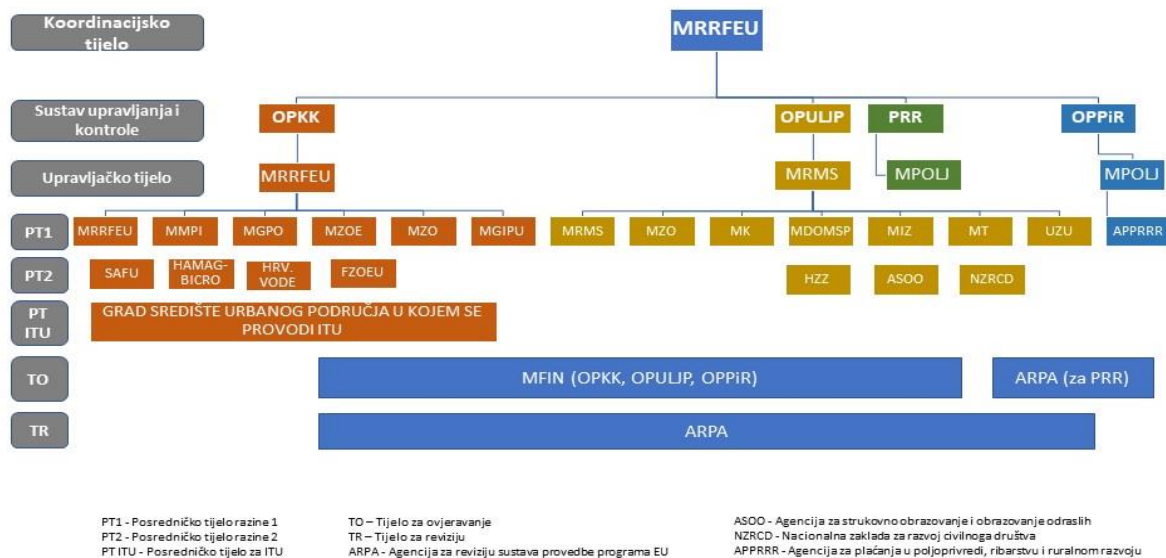 Koordinacijsko
tijelo
MRRFEU
Sustav upravljanja i
kontrole
OPKK
OPULJP
PRR
OPPiR
Upravljačko tijelo
MRRFEU
MRMS
MPOLJ
MPOLJ
PT1
MRRFEU
MMPI
MGPO
MZOE
MZO
MGIPU
MRMS
MZO
MK
MDOMSP
MIZ
MT
UZU
APPRRR
PT2
SAFU
HAMAG-
BICRO
HRV.
VODE
FZOEU
HZZ
ASOO
NZRCD
PT
ITU
GRAD SREDIŠTE URBANOG PODRUČJA U KOJEM SE
PROVODI ITU
TO
MFIN (OPKK, OPULJP, OPPiR)
ARPA (za PRR)
TR
ARPA
PT1 - Posredničko tijelo razine 1
PT2 - Posredničko tijelo razine 2
PT ITU - Posredničko tijelo za ITU
TO – Tijelo za ovjeravanje
TR – Tijelo za reviziju
ARPA - Agencija za reviziju sustava provedbe programa EU
ASOO - Agencija za strukovno obrazovanje i obrazovanje odraslih
NZRCD - Nacionalna zaklada za razvoj civilnoga društva
APPRRR - Agencija za plaćanja u poljoprivredi, ribarstvu i ruralnom razvoju